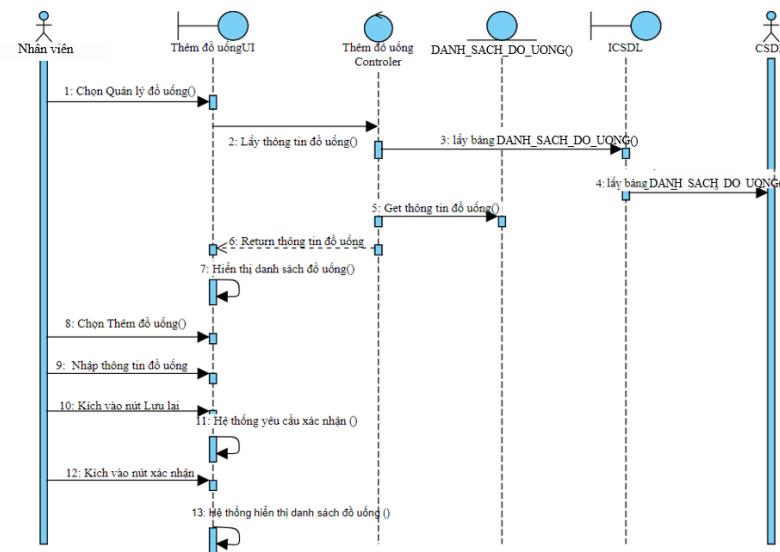 Nhân viên
Thêm đồ uốngUI
Thêm đồ uống
Controler
DANH_SACH_DO_UONG()
ICSDL
CSDL
1: Chọn Quản lý đồ uống()
2: Lấy thông tin đồ uống()
3: lấy bảng DANH_SACH_DO_UONG()
4: lấy bảng DANH_SACH_DO_UONG()
5: Get thông tin đồ uống()
6: Return thông tin đồ uống
7: Hiển thị danh sách đồ uống()
8: Chọn Thêm đồ uống()
9: Nhập thông tin đồ uống
10: Kích vào nút Lưu lai
11: Hệ thống yêu cầu xác nhận ()
12: Kích vào nút xác nhận
13: Hệ thống hiển thị danh sách đồ uống ()